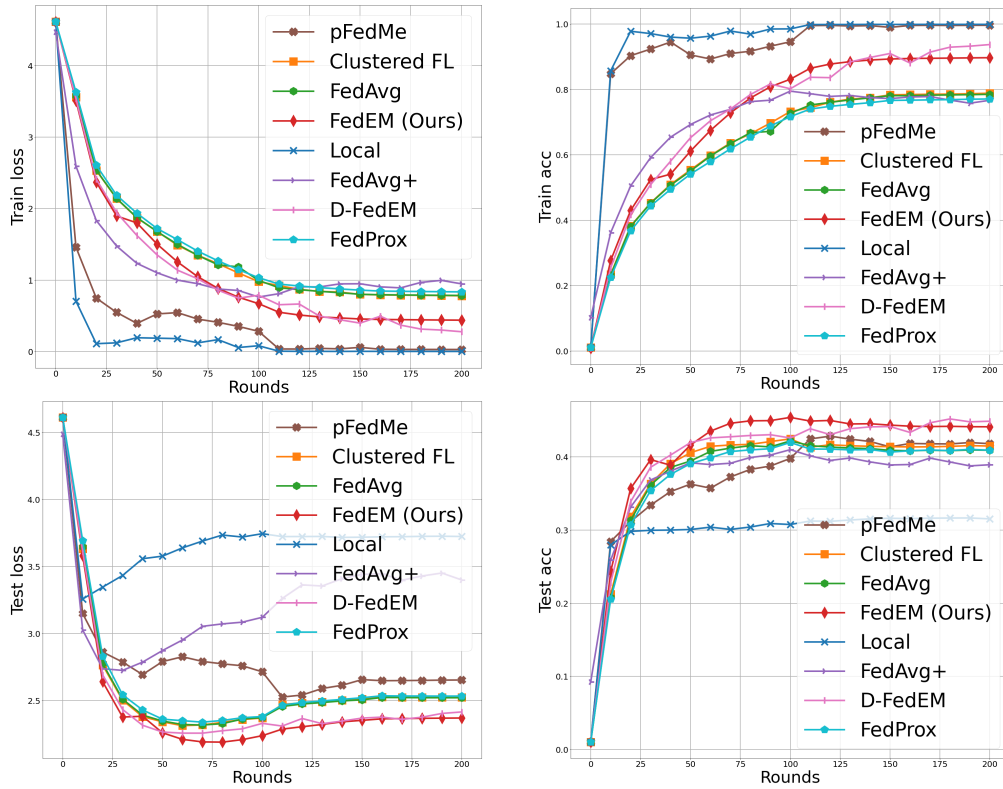 4
3
2
1
0
Train loss
0
25
50
75
100
125
150
175
200
Rounds
pFedMe
Clustered FL
FedAvg
FedEM (Ours)
Local
FedAvg+
D-FedEM
FedProx
1.0
0.8
0.6
0.4
0.2
0.0
Train acc
0
25
50
75
100
125
150
175
200
Rounds
pFedMe
Clustered FL
FedAvg
FedEM (Ours)
Local
FedAvg+
D-FedEM
FedProx
4.5
4.0
3.5
3.0
2.5
Test loss
0
25
50
75
100
125
150
175
200
Rounds
pFedMe
Clustered FL
FedAvg
FedEM (Ours)
Local
FedAvg+
D-FedEM
FedProx
0.4
0.3
0.2
0.1
0.0
Test acc
0
25
50
75
100
125
150
175
200
Rounds
pFedMe
Clustered FL
FedAvg
FedEM (Ours)
Local
FedAvg+
D-FedEM
FedProx